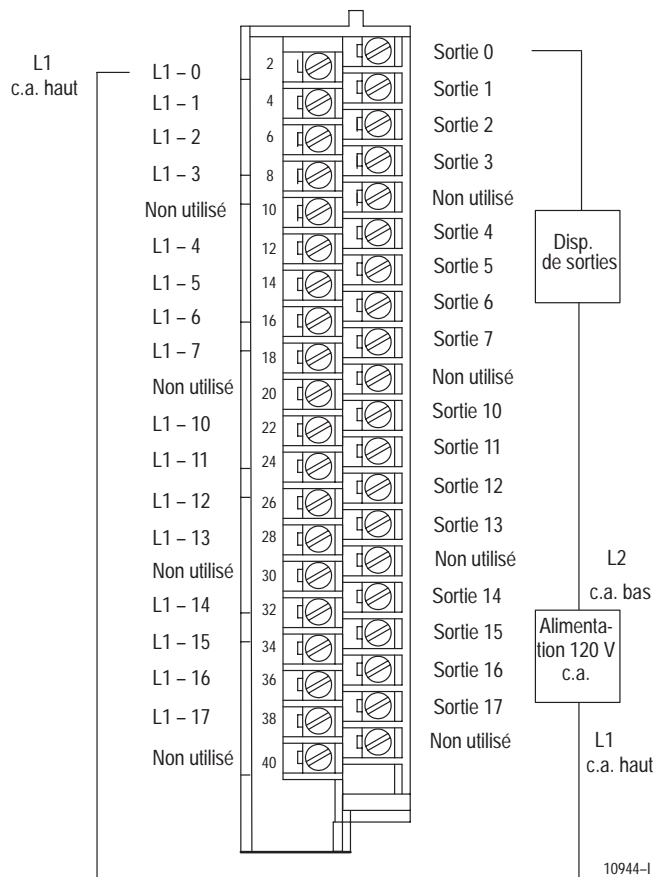 L1
c.a. haut
L1 – 0
L1 – 1
L1 – 2
L1 – 3
Non utilisé
L1 – 4
L1 – 5
L1 – 6
L1 – 7
Non utilisé
L1 – 10
L1 – 11
L1 – 12
L1 – 13
Non utilisé
L1 – 14
L1 – 15
L1 – 16
L1 – 17
Non utilisé
2
4
6
8
10
12
14
16
18
20
22
24
26
28
30
32
34
36
38
40
Sortie 0
Sortie 1
Sortie 2
Sortie 3
Non utilisé
Sortie 4
Sortie 5
Sortie 6
Sortie 7
Non utilisé
Sortie 10
Sortie 11
Sortie 12
Sortie 13
Non utilisé
Sortie 14
Sortie 15
Sortie 16
Sortie 17
Non utilisé
Disp.
de sorties
L2
c.a. bas
Alimenta-
tion 120 V
c.a.
L1
c.a. haut
10944–I